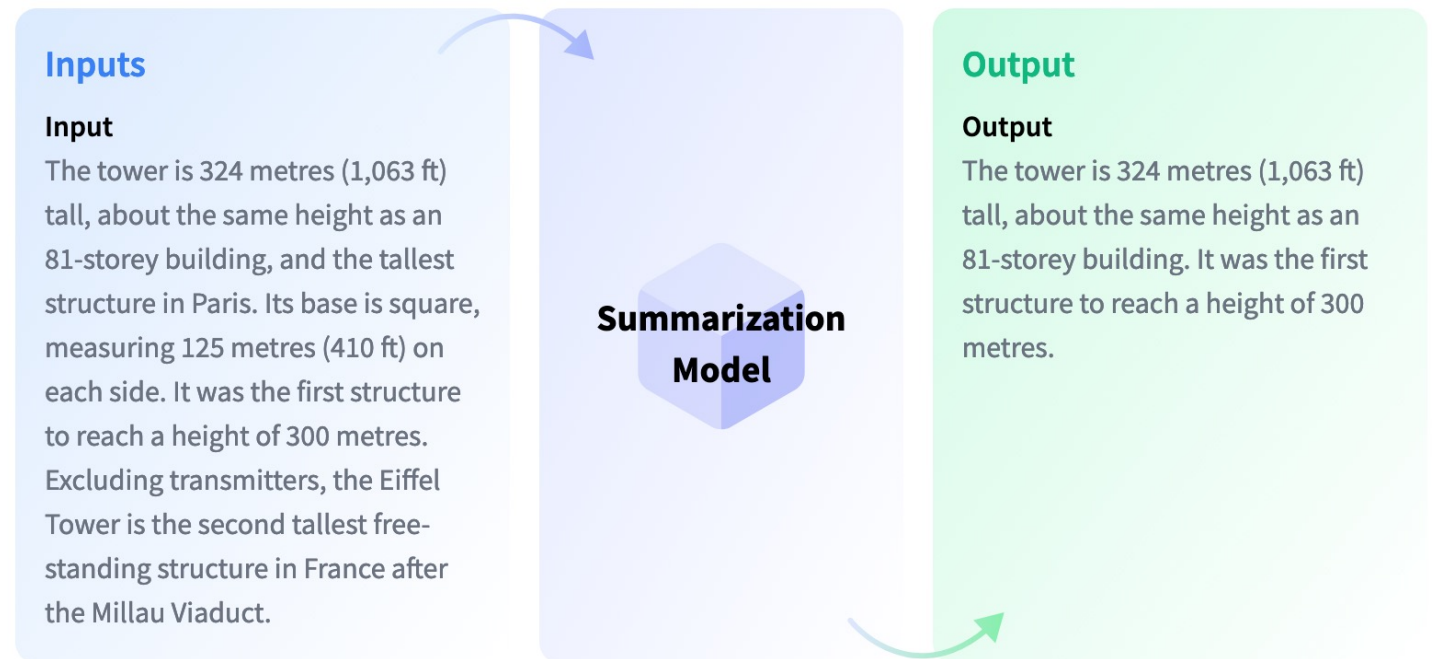 Inputs
Input
The tower is 324 metres (1,063 ft)
tall, about the same height as an
81-storey building, and the tallest
structure in Paris. Its base is square,
measuring 125 metres (410 ft) on
each side. It was the first structure
to reach a height of 300 metres.
Excluding transmitters, the Eiffel
Tower is the second tallest free-
standing structure in France after
the Millau Viaduct.
Summarization
Model
Output
Output
The tower is 324 metres (1,063 ft)
tall, about the same height as an
81-storey building. It was the first
structure to reach a height of 300
metres.